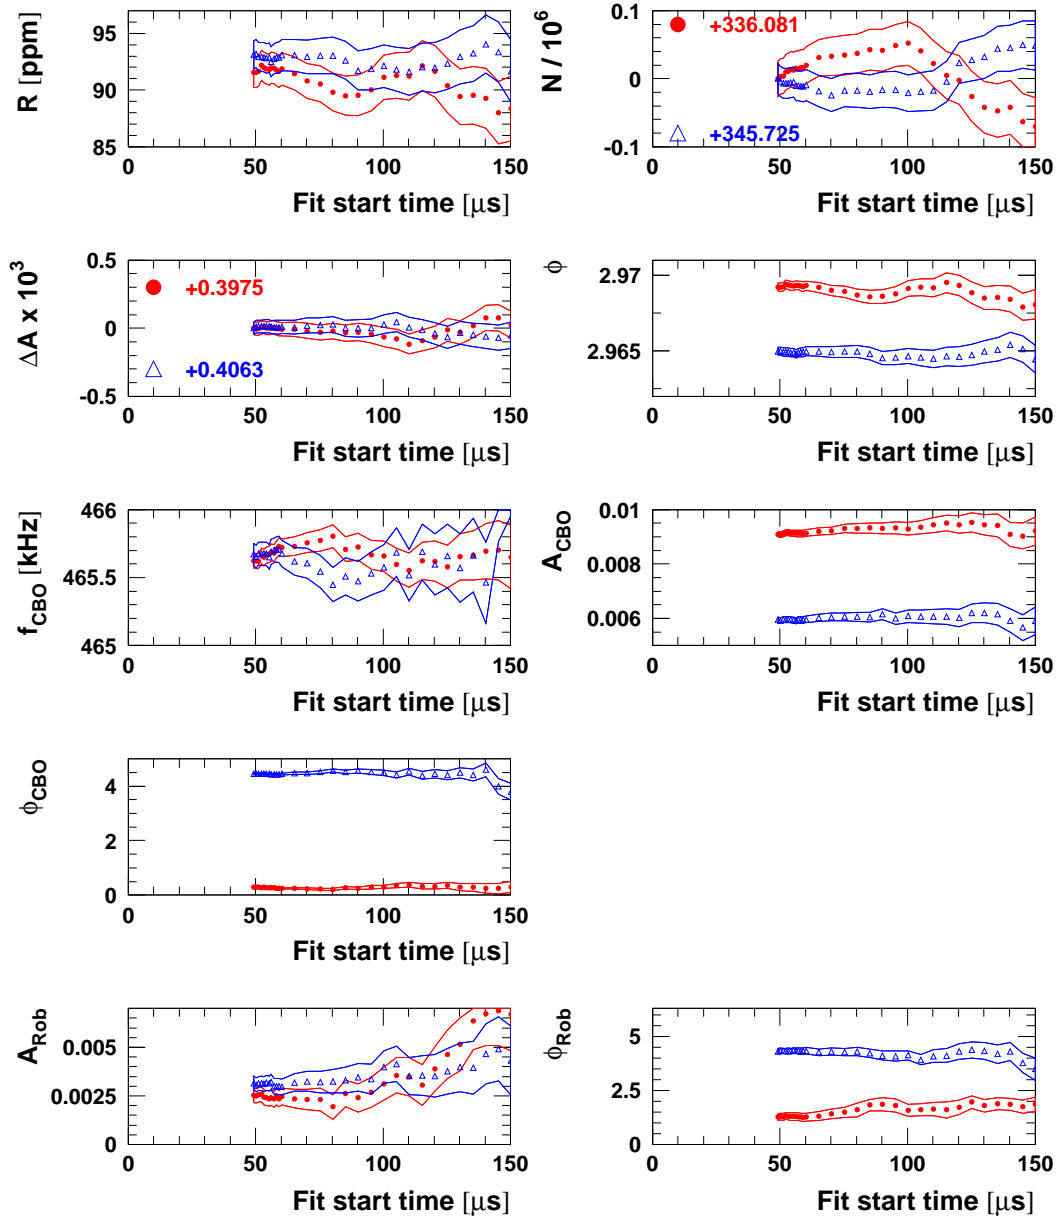 R [ppm]
95
90
85
0 50 100 150
Fit start time [μs]
N / 10^6
0.1
0
-0.1
+336.081
+345.725
0 50 100 150
Fit start time [μs]
ΔA x 10^3
0.5
0
-0.5
+0.3975
+0.4063
0 50 100 150
Fit start time [μs]
ϕ
2.97
2.965
0 50 100 150
Fit start time [μs]
f_CBO [kHz]
466
465.5
465
0 50 100 150
Fit start time [μs]
A_CBO
0.01
0.008
0.006
0 50 100 150
Fit start time [μs]
ϕ_CBO
4
2
0
0 50 100 150
Fit start time [μs]
A_Rob
0.005
0.0025
0
0 50 100 150
Fit start time [μs]
ϕ_Rob
5
2.5
0
0 50 100 150
Fit start time [μs]